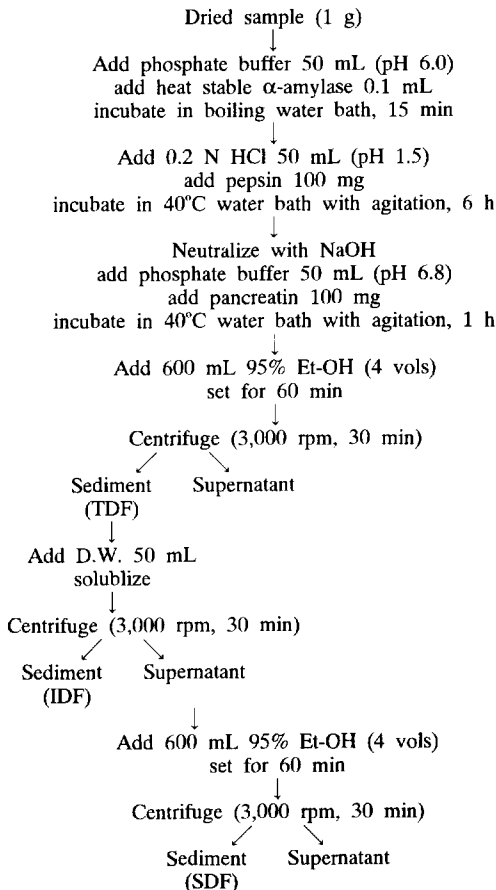 Dried sample (1 g)
Add phosphate buffer 50 mL (pH 6.0)
add heat stable α-amylase 0.1 mL
incubate in boiling water bath, 15 min
Add 0.2 N HCl 50 mL (pH 1.5)
add pepsin 100 mg
incubate in 40°C water bath with agitation, 6 h
Neutralize with NaOH
add phosphate buffer 50 mL (pH 6.8)
add pancreatin 100 mg
incubate in 40°C water bath with agitation, 1 h
Add 600 mL 95% Et-OH (4 vols)
set for 60 min
Centrifuge (3,000 rpm, 30 min)
Sediment Supernatant
(TDF)
Add D.W. 50 mL
solublize
Centrifuge (3,000 rpm, 30 min)
Sediment Supernatant
(IDF)
Add 600 mL 95% Et-OH (4 vols)
set for 60 min
Centrifuge (3,000 rpm, 30 min)
Sediment Supernatant
(SDF)